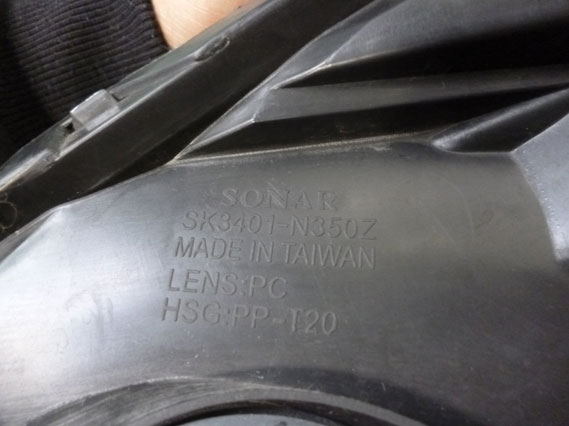 SONAR
SK3401-N350Z
MADE IN TAIWAN
LENS:PC
HSG:PP-T20